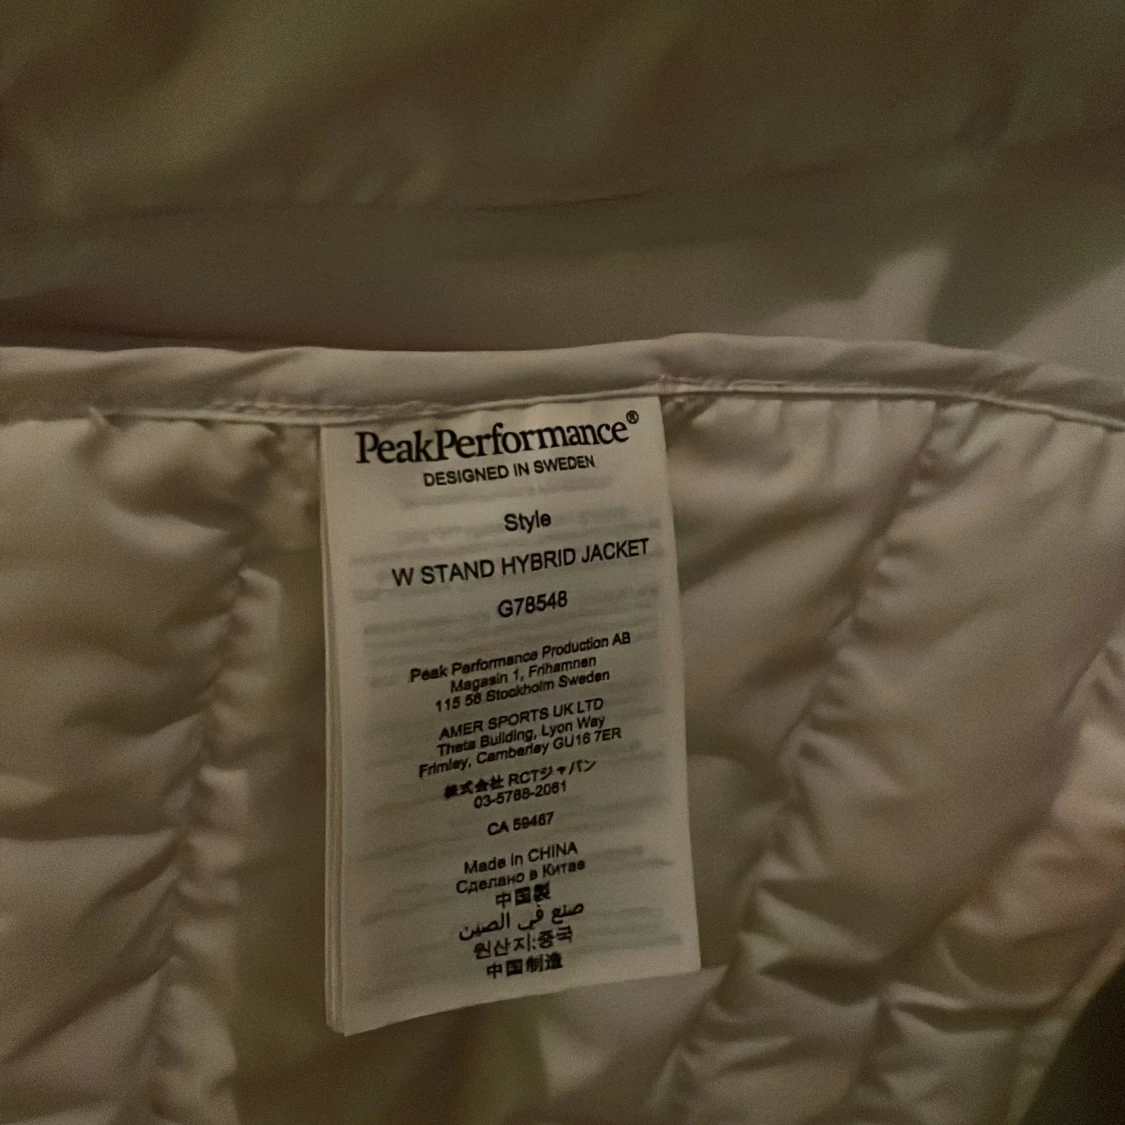 PeakPerformance®
DESIGNED IN SWEDEN
Style
W STAND HYBRID JACKET
G78548
Peak Performance Production AB
Magasin 1, Frihamnen
115 56 Stockholm Sweden
AMER SPORTS UK LTD
Theta Building, Lyon Way
Frimley, Camberley GU16 7ER
株式会社 RCTジャパン
03-5768-2061
CA 59467
Made in CHINA
Сделано в Китае
中国製
صنع في الصين
원산지:중국
中国制造